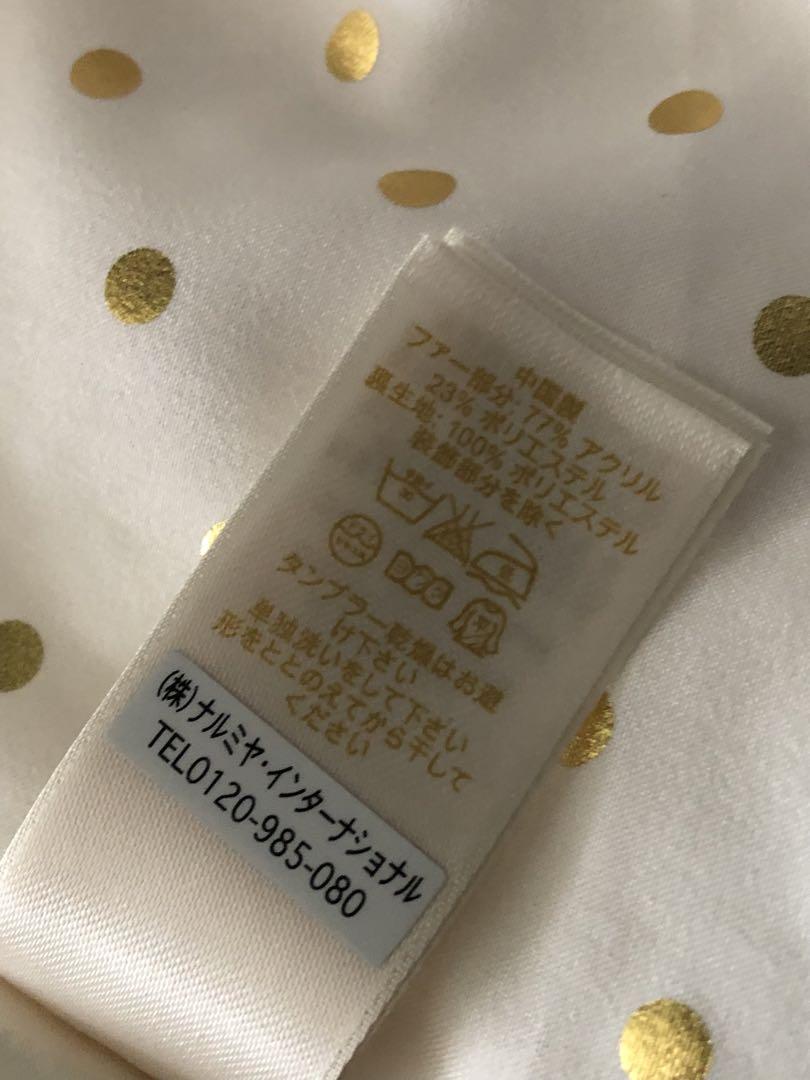 中国製
ファー部分: 77% アクリル
23% ポリエステル
裏生地: 100% ポリエステル
装飾部分を除く
タンブラー乾燥はお避
け下さい
単独洗いをして下さい
形をととのえてから干して
ください
(株)ナルミヤ・インターナショナル
TEL0120-985-080